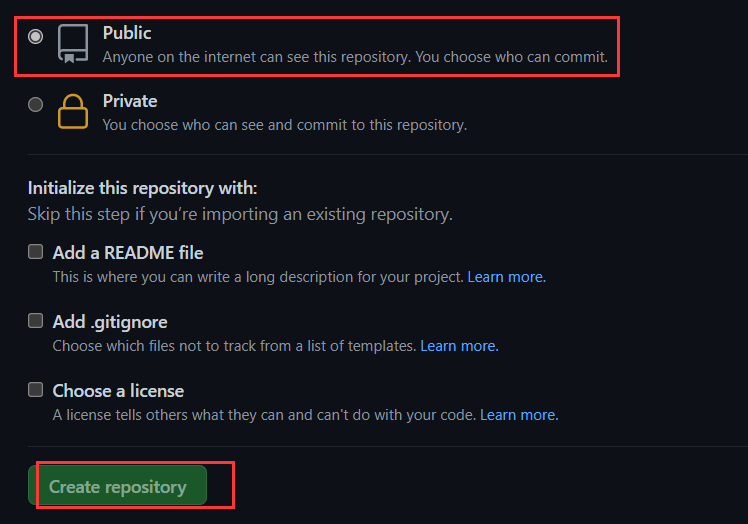 Public
Anyone on the internet can see this repository. You choose who can commit.
Private
You choose who can see and commit to this repository.
Initialize this repository with:
Skip this step if you’re importing an existing repository.
Add a README file
This is where you can write a long description for your project. Learn more.
Add .gitignore
Choose which files not to track from a list of templates. Learn more.
Choose a license
A license tells others what they can and can't do with your code. Learn more.
Create repository